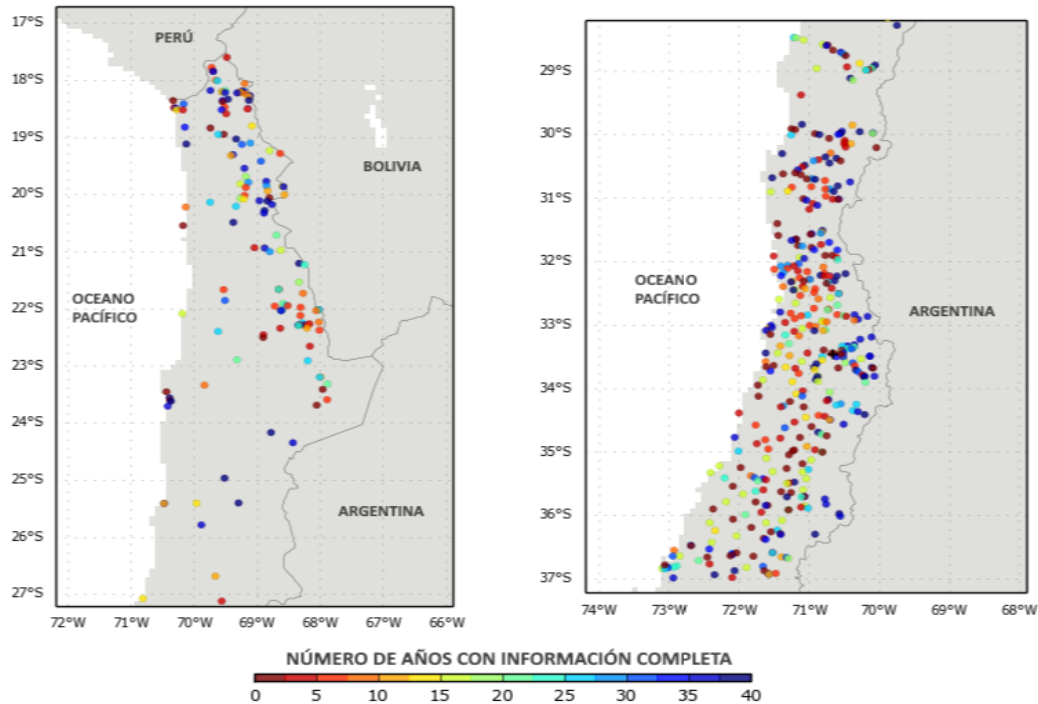 17°S
18°S
19°S
20°S
21°S
22°S
23°S
24°S
25°S
26°S
27°S
PERÚ
BOLIVIA
OCEANO
PACÍFICO
ARGENTINA
72°W 71°W 70°W 69°W 68°W 67°W 66°W
29°S
30°S
31°S
32°S
33°S
34°S
35°S
36°S
37°S
OCEANO
PACÍFICO
ARGENTINA
74°W 73°W 72°W 71°W 70°W 69°W 68°W
NÚMERO DE AÑOS CON INFORMACIÓN COMPLETA
0 5 10 15 20 25 30 35 40